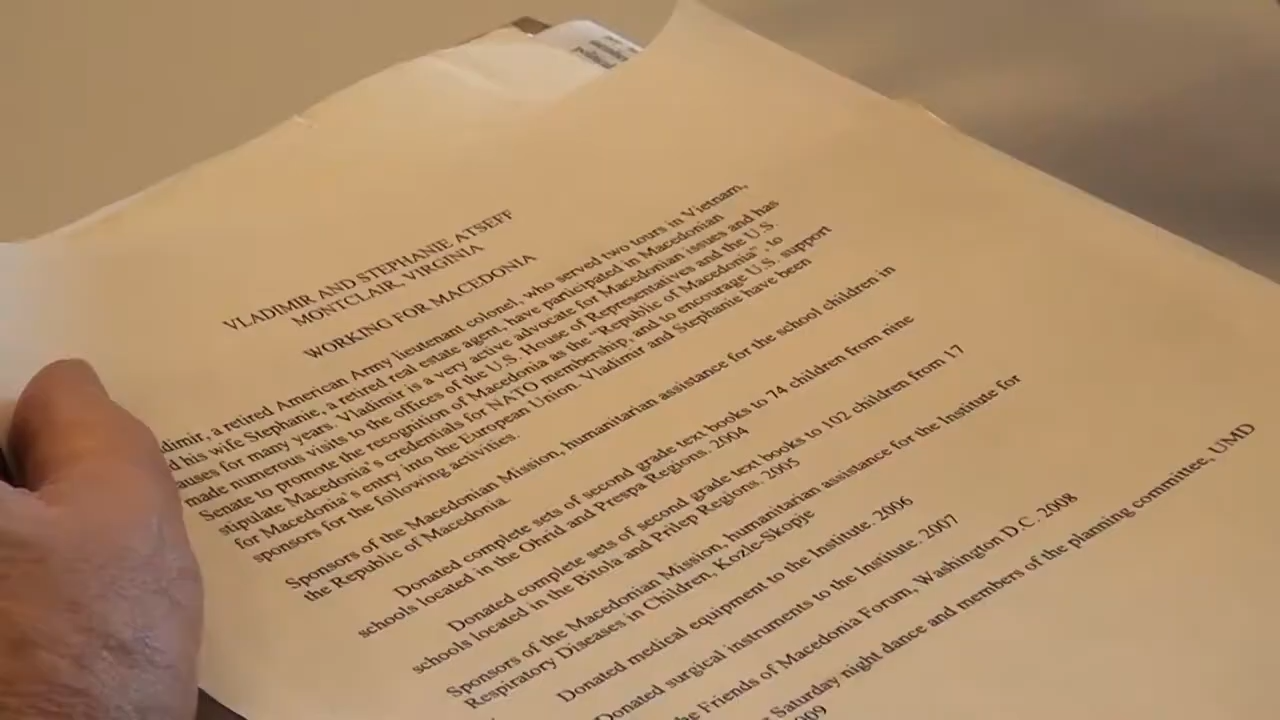 VLADIMIR AND STEPHANIE ATSEFF
MONTCLAIR, VIRGINIA
WORKING FOR MACEDONIA
dimir, a retired American Army lieutenant colonel, who served two tours in Vietnam,
d his wife Stephanie, a retired real estate agent, have participated in Macedonian
auses for many years. Vladimir is a very active advocate for Macedonian issues and has
made numerous visits to the offices of the U.S. House of Representatives and the U.S.
Senate to promote the recognition of Macedonia as the "Republic of Macedonia", to
stipulate Macedonia's credentials for NATO membership, and to encourage U.S. support
for Macedonia's entry into the European Union. Vladimir and Stephanie have been
sponsors for the following activities.
Sponsors of the Macedonian Mission, humanitarian assistance for the school children in
the Republic of Macedonia.
Donated complete sets of second grade text books to 74 children from nine
schools located in the Ohrid and Prespa Regions. 2004
Donated complete sets of second grade text books to 102 children from 17
schools located in the Bitola and Prilep Regions. 2005
Sponsors of the Macedonian Mission, humanitarian assistance for the Institute for
Respiratory Diseases in Children, Kozle-Skopje
Donated medical equipment to the Institute. 2006
Donated surgical instruments to the Institute. 2007
the Friends of Macedonia Forum, Washington D.C. 2008
Saturday night dance and members of the planning committee, UMD
2009